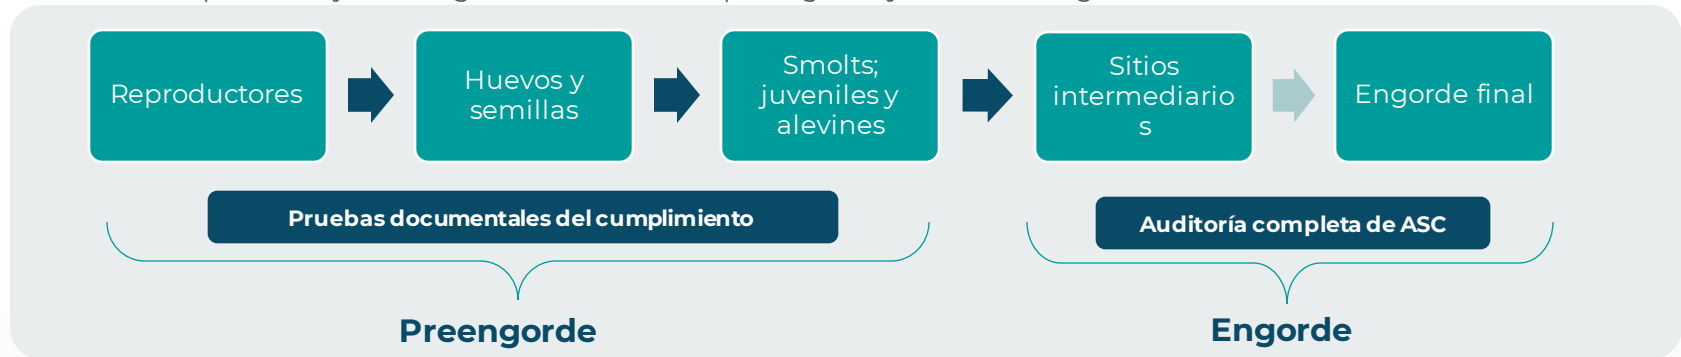 Reproductores
Huevos y
semillas
Smolts;
juveniles y
alevines
Sitios
intermediario
s
Engorde final
Pruebas documentales del cumplimiento
Auditoría completa de ASC
Preengorde
Engorde